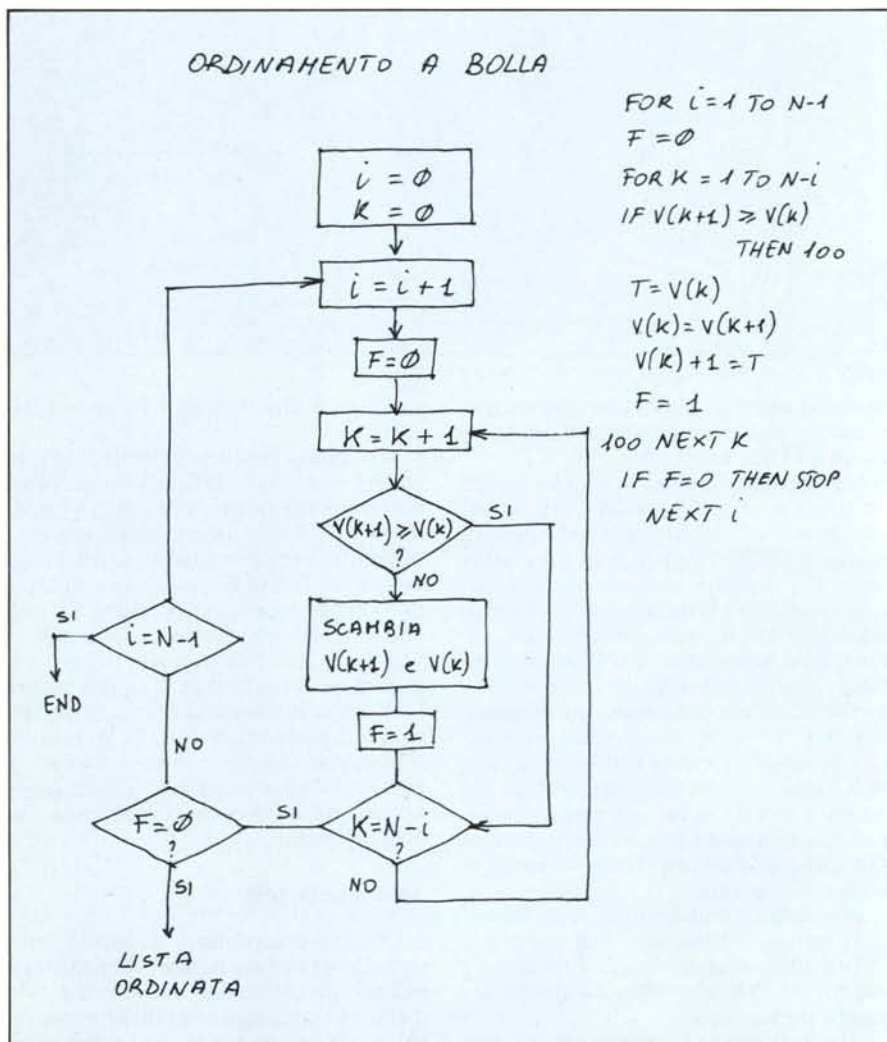 ORDINAMENTO A BOLLA
i = Ø
K = Ø
i = i + 1
F = Ø
K = K + 1
V(K+1) ≥ V(K)
?
SI
NO
SCAMBIA
V(K+1) e V(K)
F = 1
K = N - i
?
NO
SI
F = Ø
?
SI
LISTA
ORDINATA
NO
i = N - 1
SI
END
FOR i = 1 TO N-1
F = Ø
FOR K = 1 TO N-i
IF V(K+1) ≥ V(K)
THEN 100
T = V(K)
V(K) = V(K+1)
V(K)+1 = T
F = 1
100 NEXT K
IF F=0 THEN STOP
NEXT i